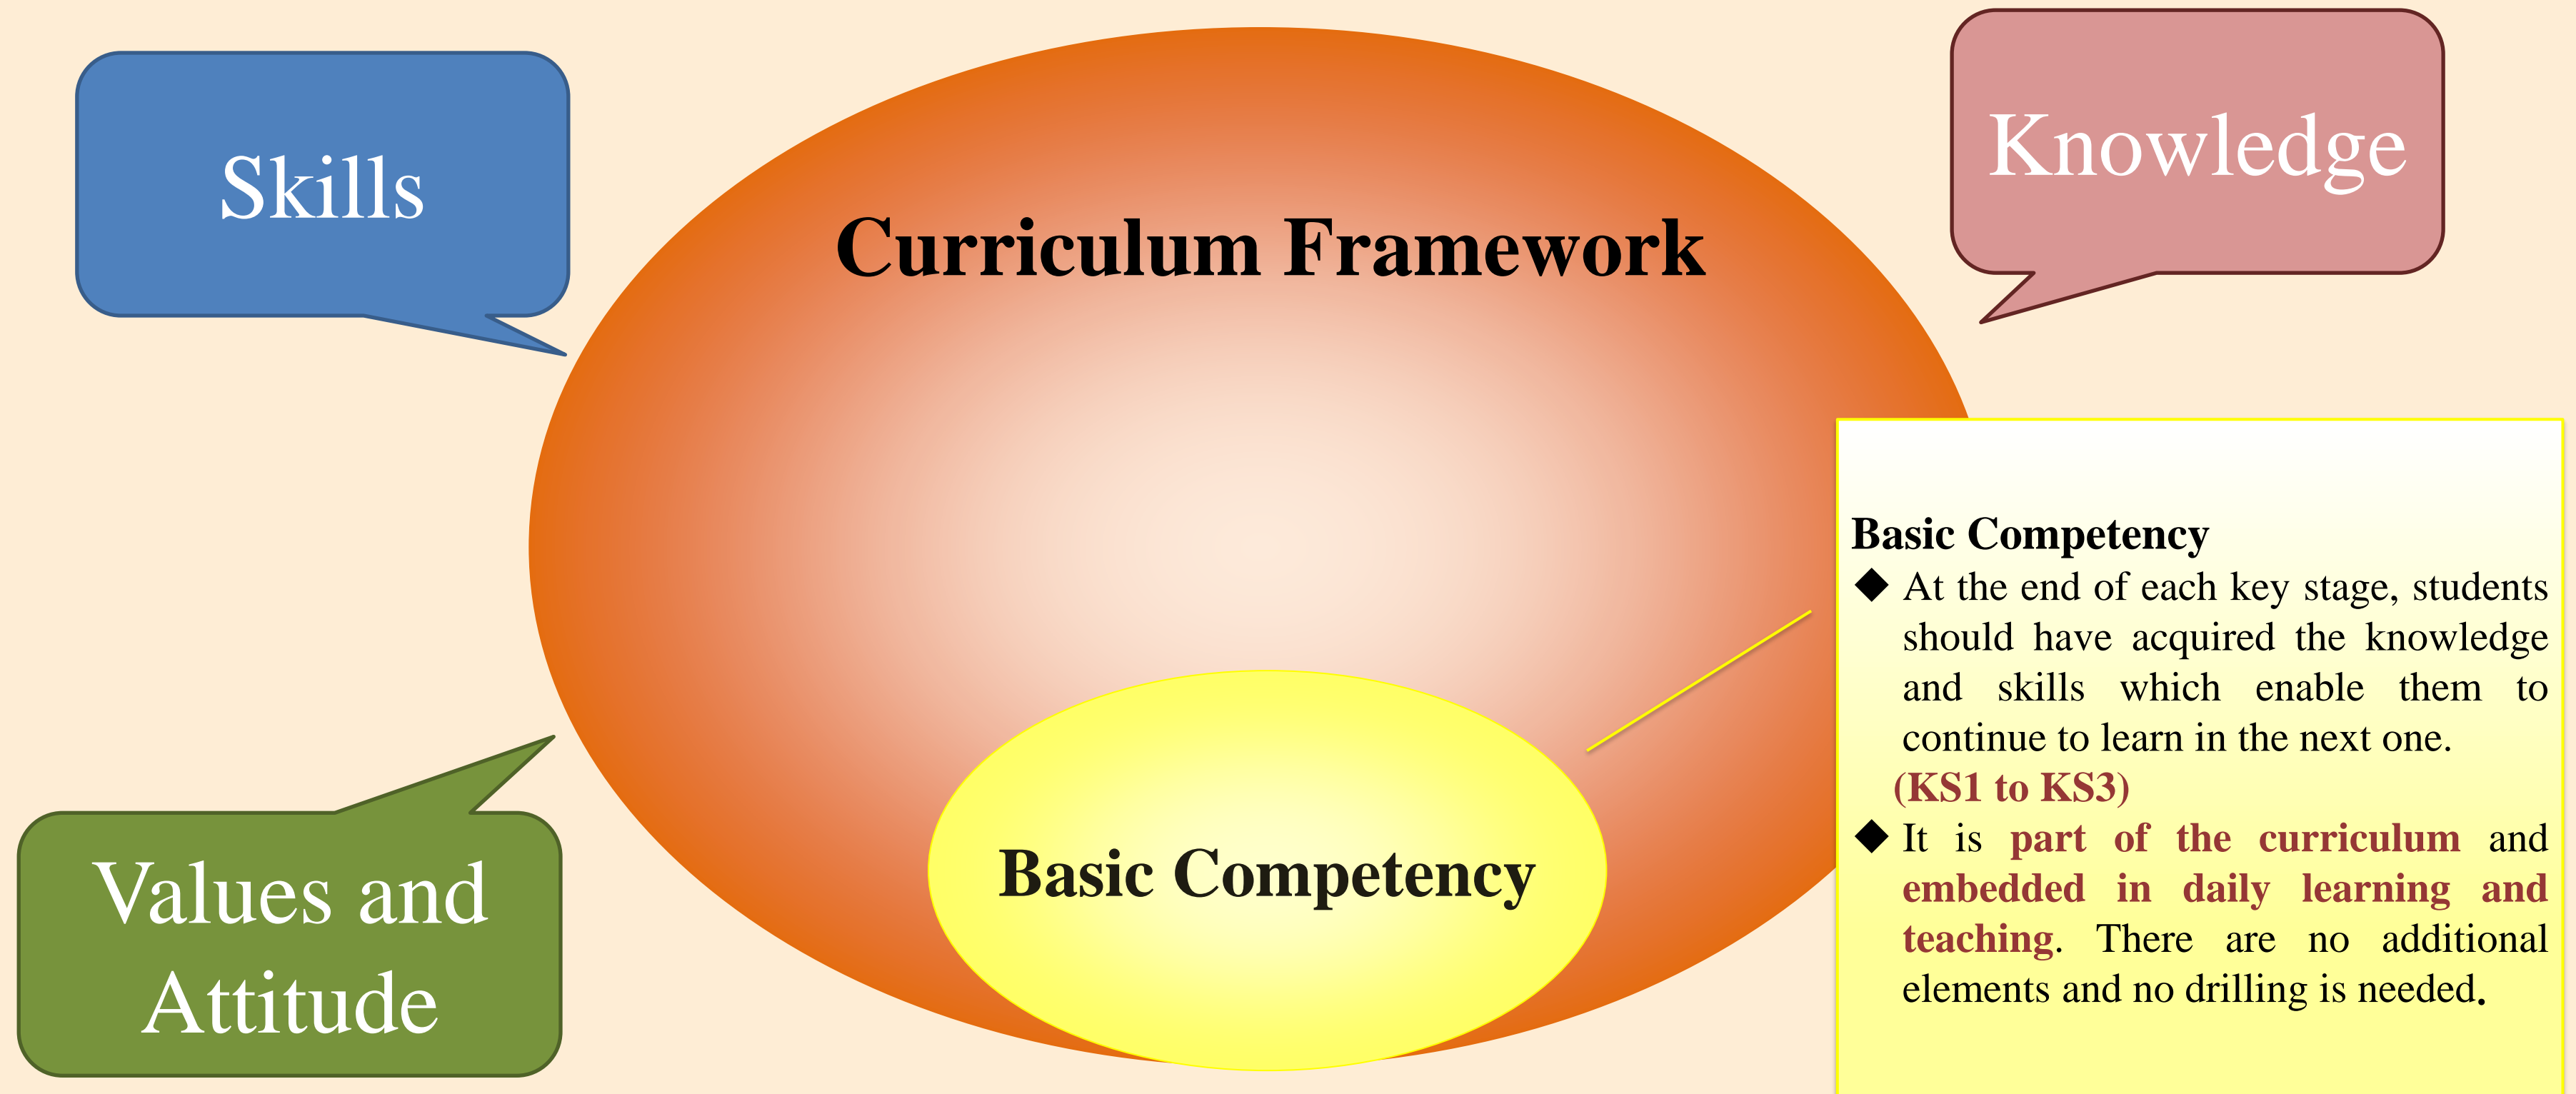 Skills
Knowledge
Curriculum Framework
Basic Competency
◆ At the end of each key stage, students
should have acquired the knowledge
and skills which enable them to
continue to learn in the next one.
(KS1 to KS3)
◆ It is part of the curriculum and
embedded in daily learning and
teaching. There are no additional
elements and no drilling is needed.
Basic Competency
Values and
Attitude